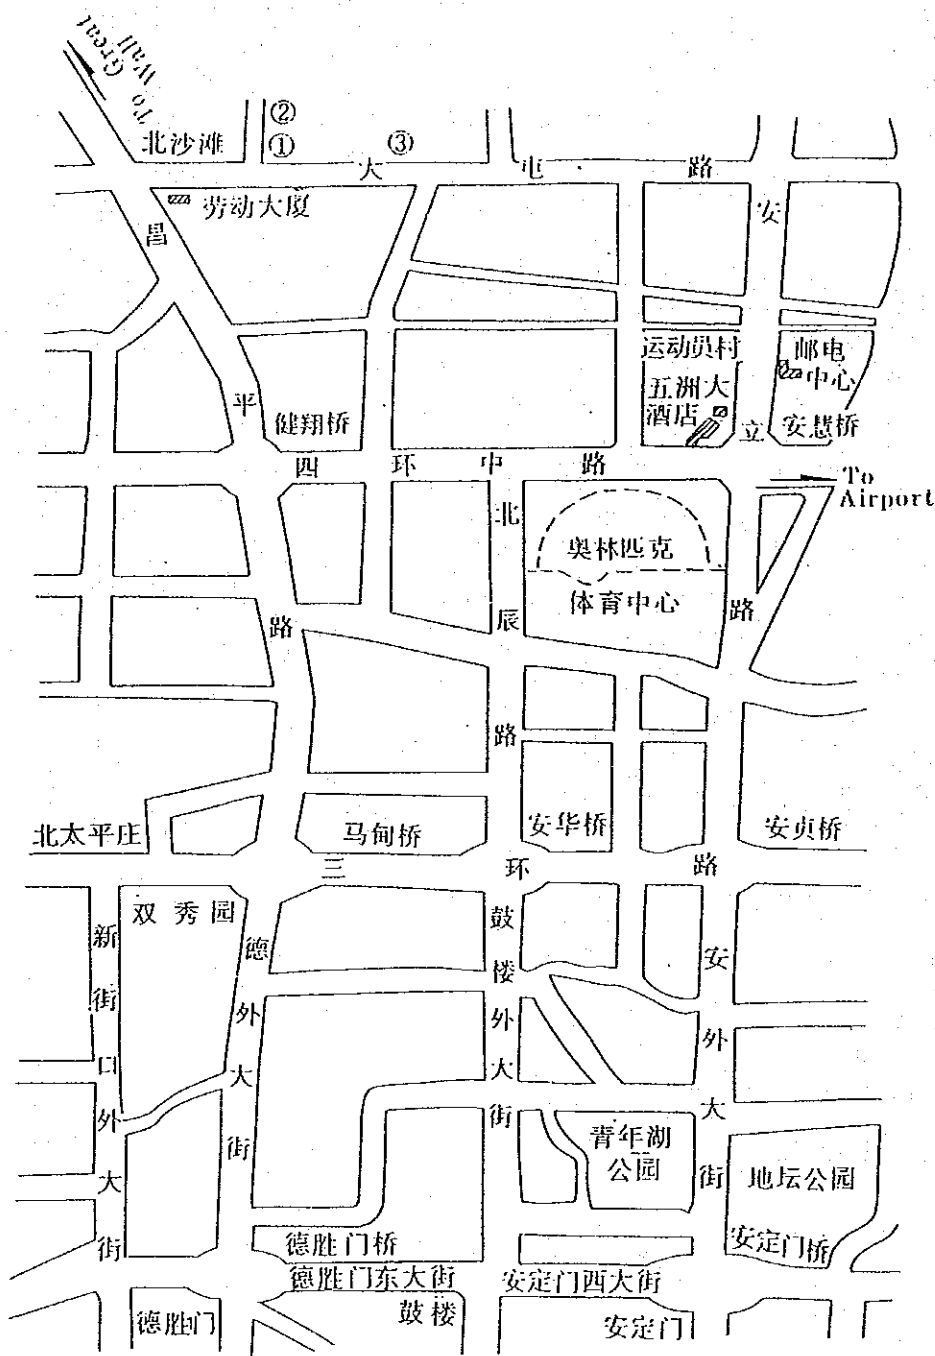 To Great
Wall
②
北沙滩
①
③
大屯路
劳动大厦
昌平路
安立路
运动员村
邮电
中心
五洲大
酒店
健翔桥
安慧桥
四环中路
To
Airport
北辰路
奥林匹克
体育中心
北太平庄
马甸桥
安华桥
安贞桥
三环路
双秀园
新街口外大街
德外大街
鼓楼外大街
安外大街
青年湖
公园
地坛公园
德胜门桥
安定门桥
德胜门东大街
安定门西大街
德胜门
鼓楼
安定门